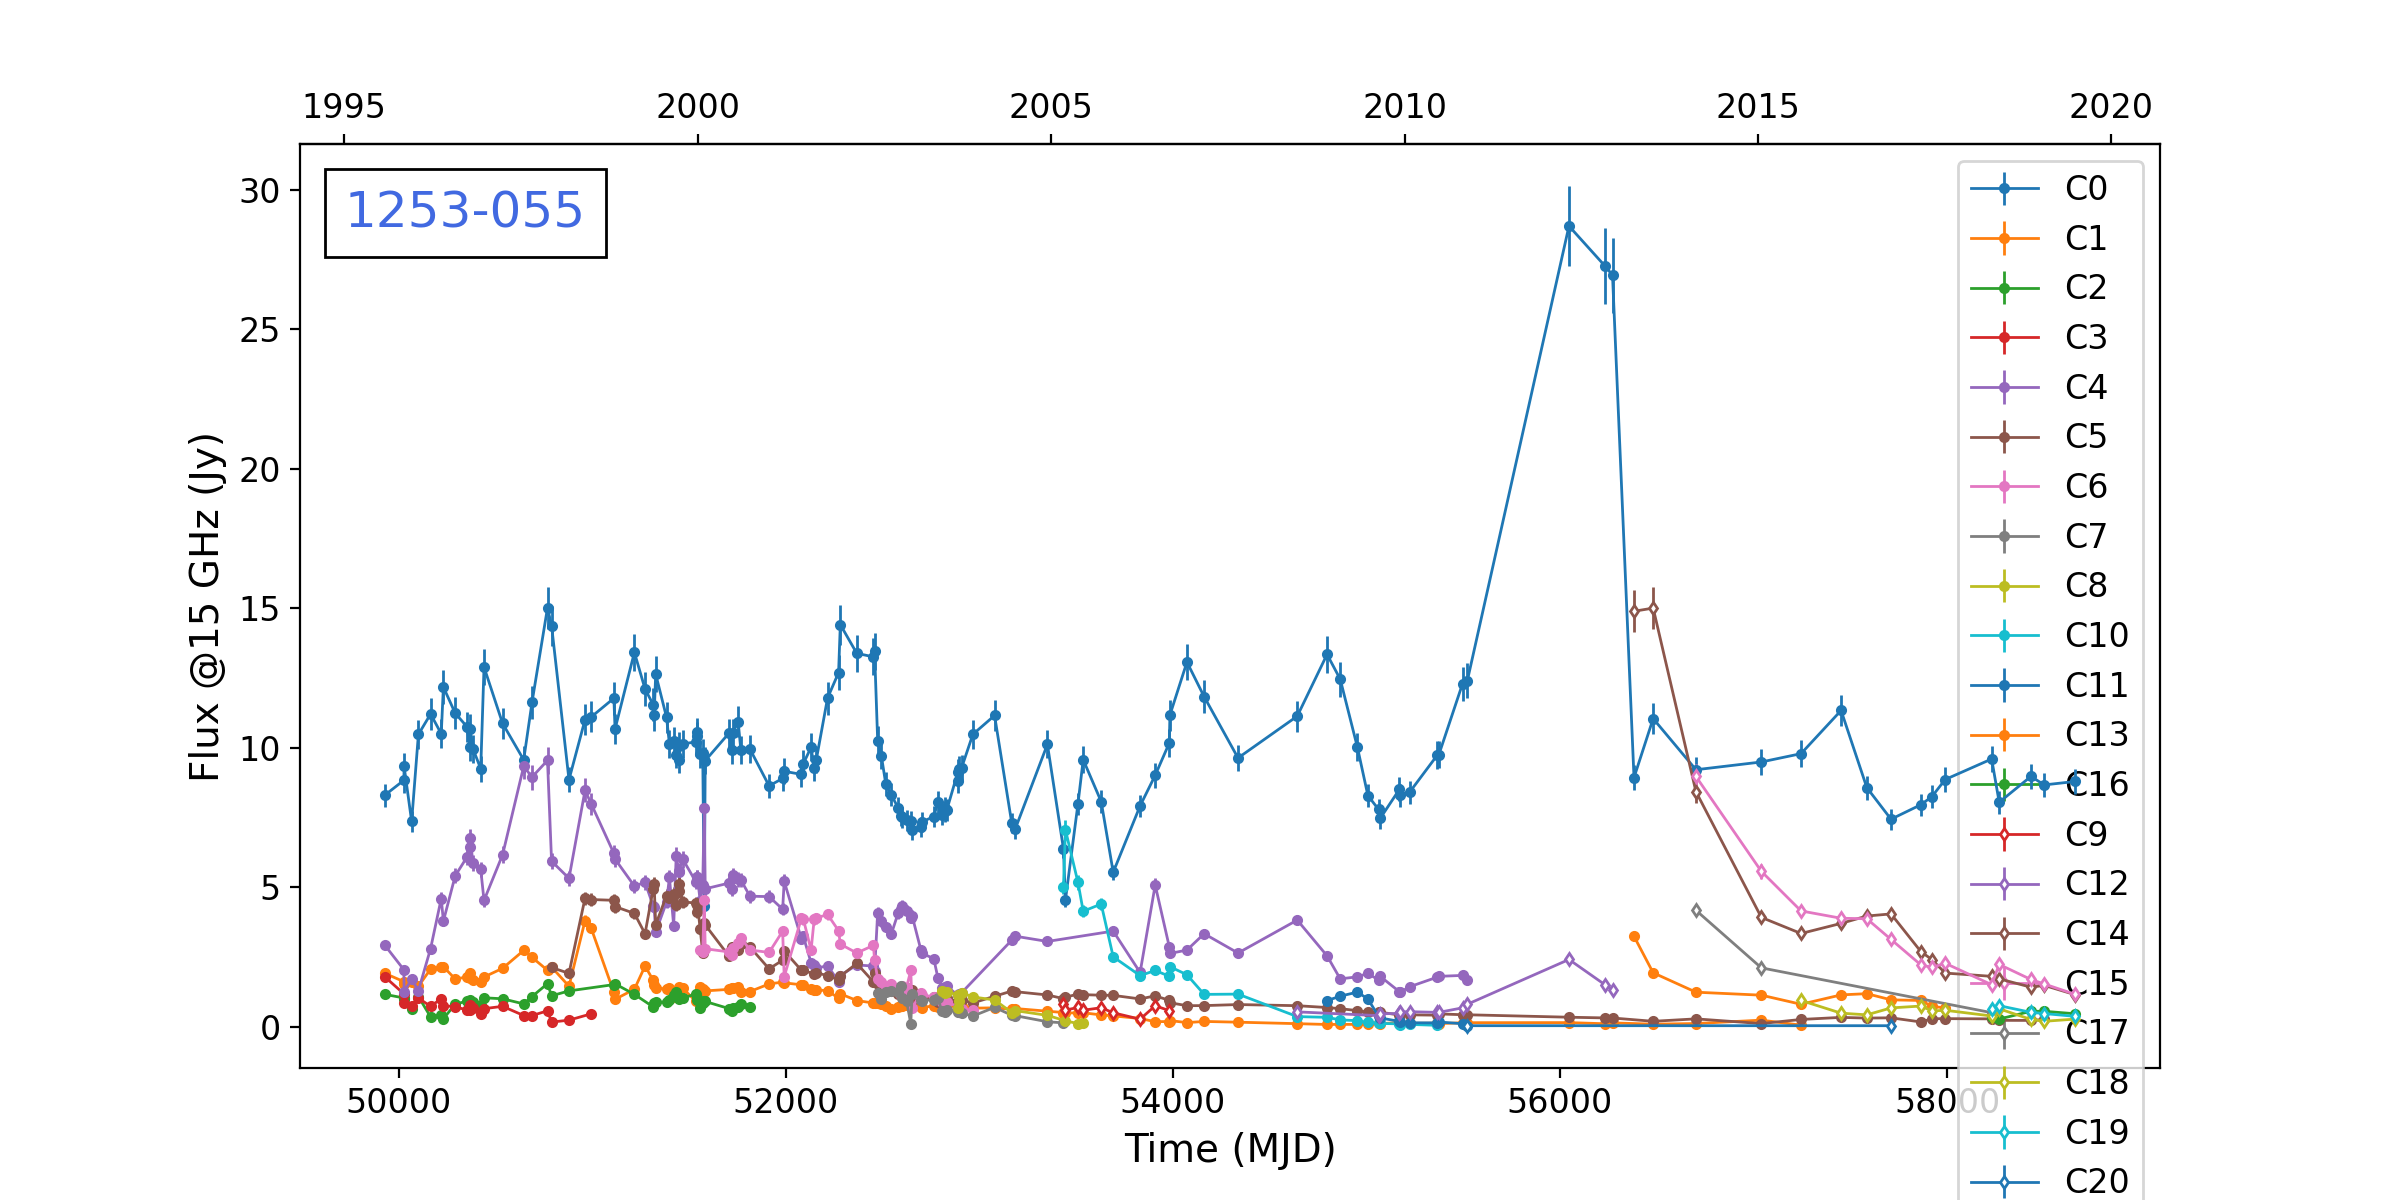 1995 2000 2005 2010 2015 2020
1253-055
Flux @15 GHz (Jy)
30
25
20
15
10
5
0
C0
C1
C2
C3
C4
C5
C6
C7
C8
C10
C11
C13
C16
C9
C12
C14
C15
C17
C18
C19
C20
50000 52000 54000 56000 58000
Time (MJD)